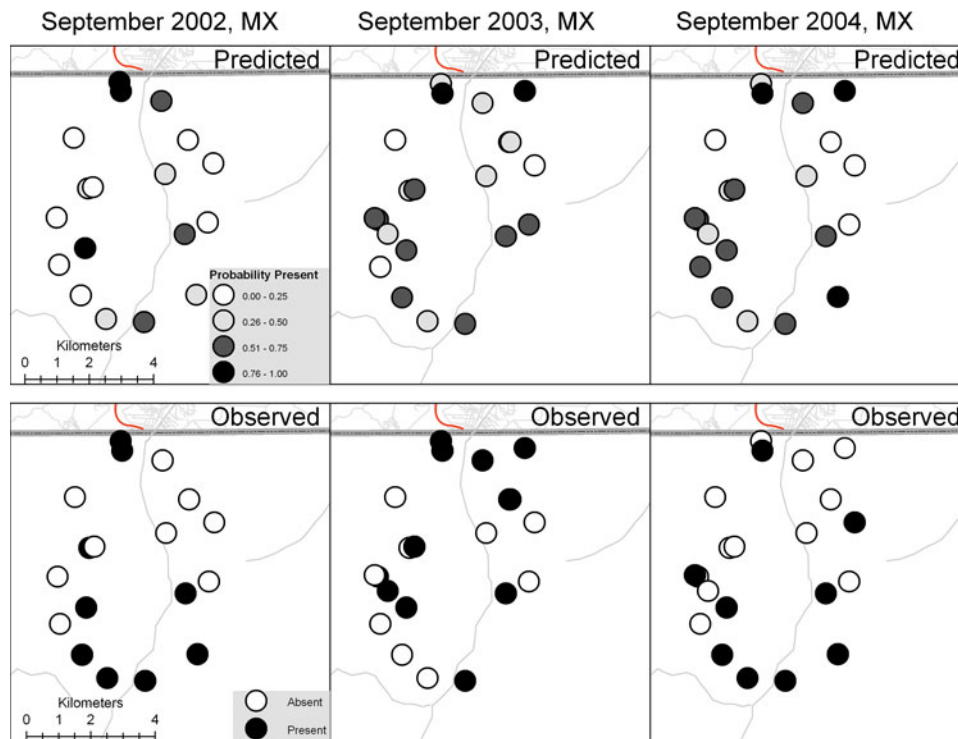 September 2002, MX
September 2003, MX
September 2004, MX
Predicted
Predicted
Predicted
Probability Present
0.00 - 0.25
0.26 - 0.50
0.51 - 0.75
0.76 - 1.00
Kilometers
0 1 2 4
Observed
Observed
Observed
Kilometers
0 1 2 4
Absent
Present